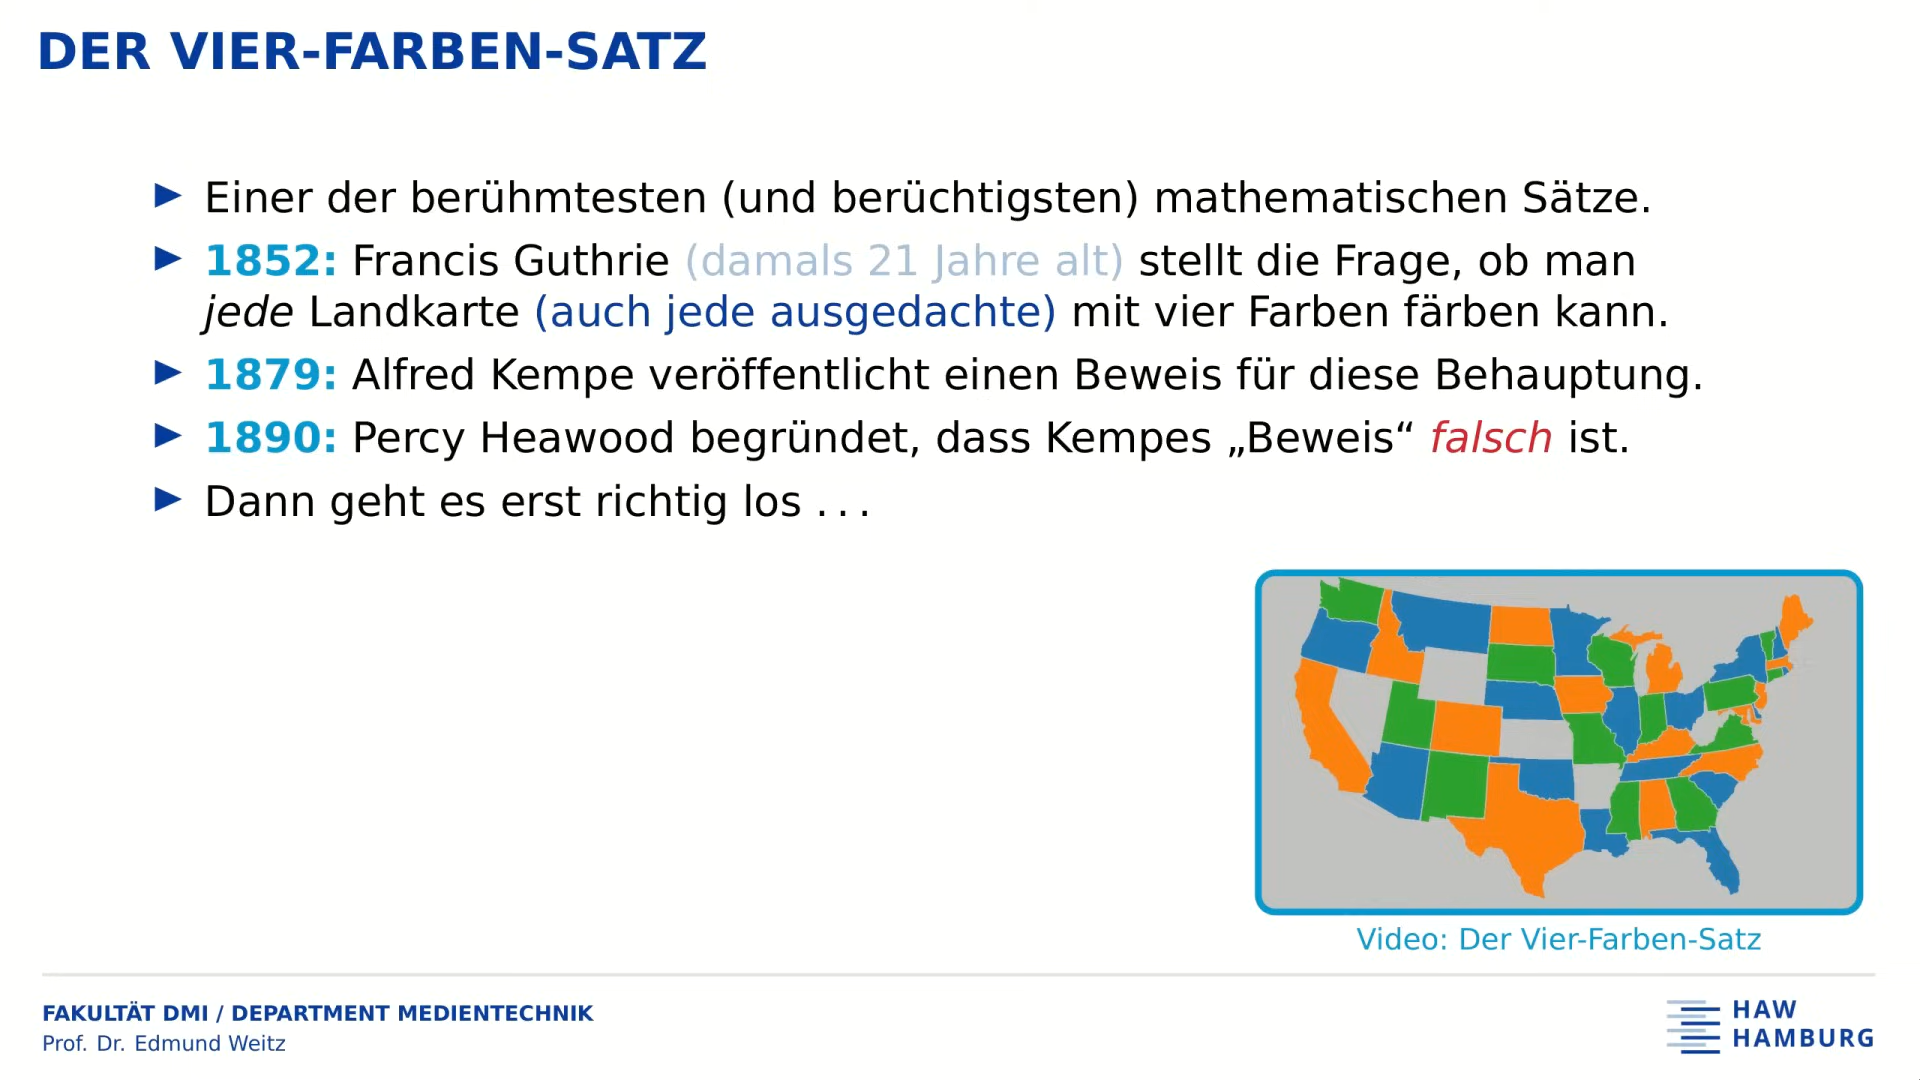 DER VIER-FARBEN-SATZ
Einer der berühmtesten (und berüchtigsten) mathematischen Sätze.
1852: Francis Guthrie (damals 21 Jahre alt) stellt die Frage, ob man
jede Landkarte (auch jede ausgedachte) mit vier Farben färben kann.
1879: Alfred Kempe veröffentlicht einen Beweis für diese Behauptung.
1890: Percy Heawood begründet, dass Kempes „Beweis“ falsch ist.
Dann geht es erst richtig los . . .
Video: Der Vier-Farben-Satz
FAKULTÄT DMI / DEPARTMENT MEDIENTECHNIK
Prof. Dr. Edmund Weitz
HAW
HAMBURG